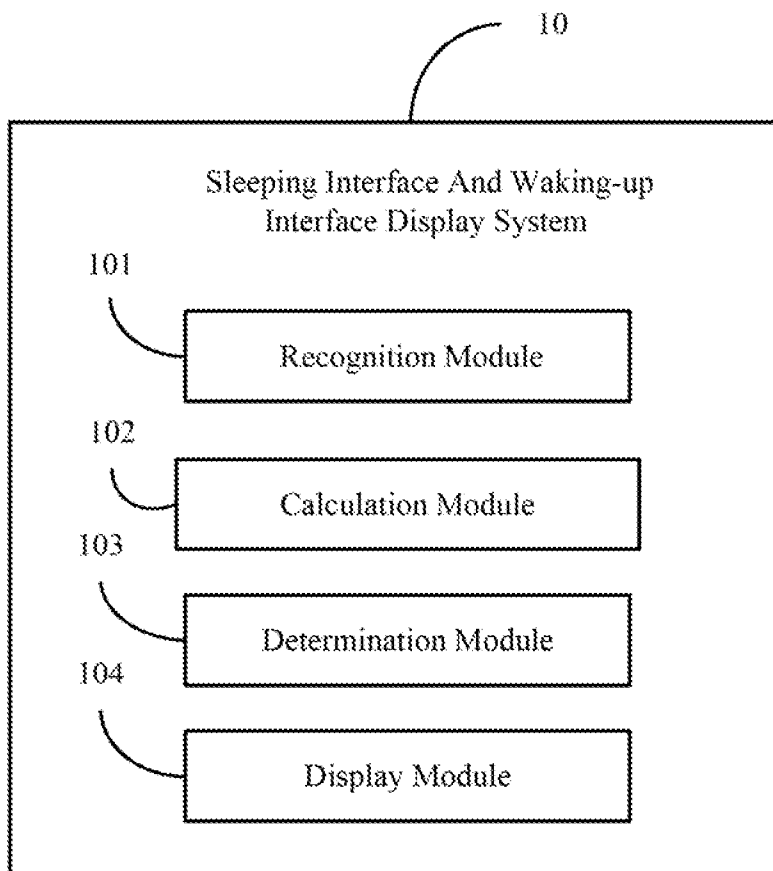 10
Sleeping Interface And Waking-up
Interface Display System
101
Recognition Module
102
Calculation Module
103
Determination Module
104
Display Module